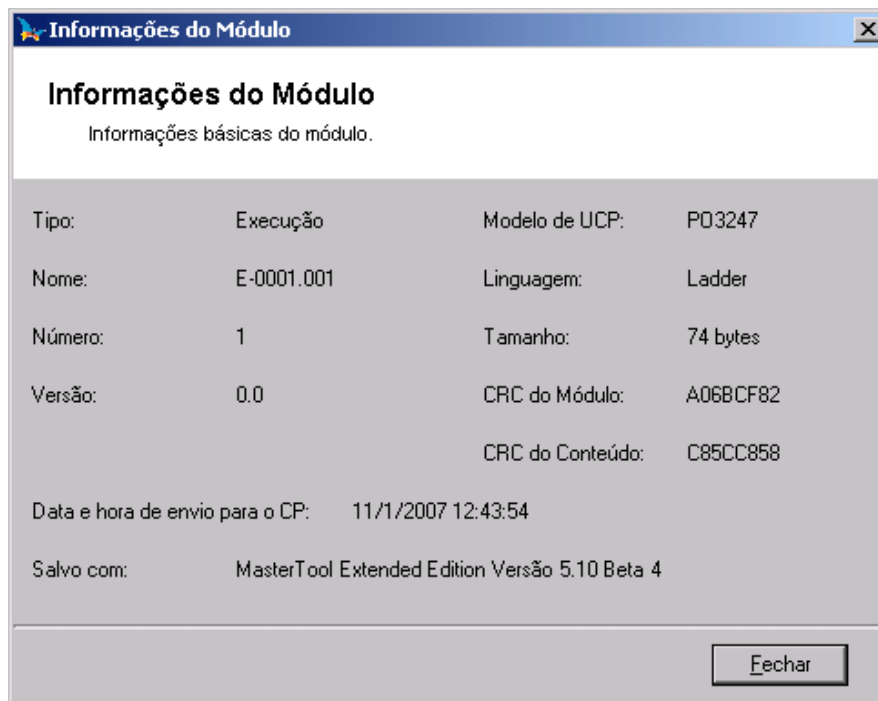 Informações do Módulo
Informações do Módulo
Informações básicas do módulo.
Tipo: Execução Modelo de UCP: PO3247
Nome: E-0001.001 Linguagem: Ladder
Número: 1 Tamanho: 74 bytes
Versão: 0.0 CRC do Módulo: A06BCF82
CRC do Conteúdo: C85CC858
Data e hora de envio para o CP: 11/1/2007 12:43:54
Salvo com: MasterTool Extended Edition Versão 5.10 Beta 4
Fechar